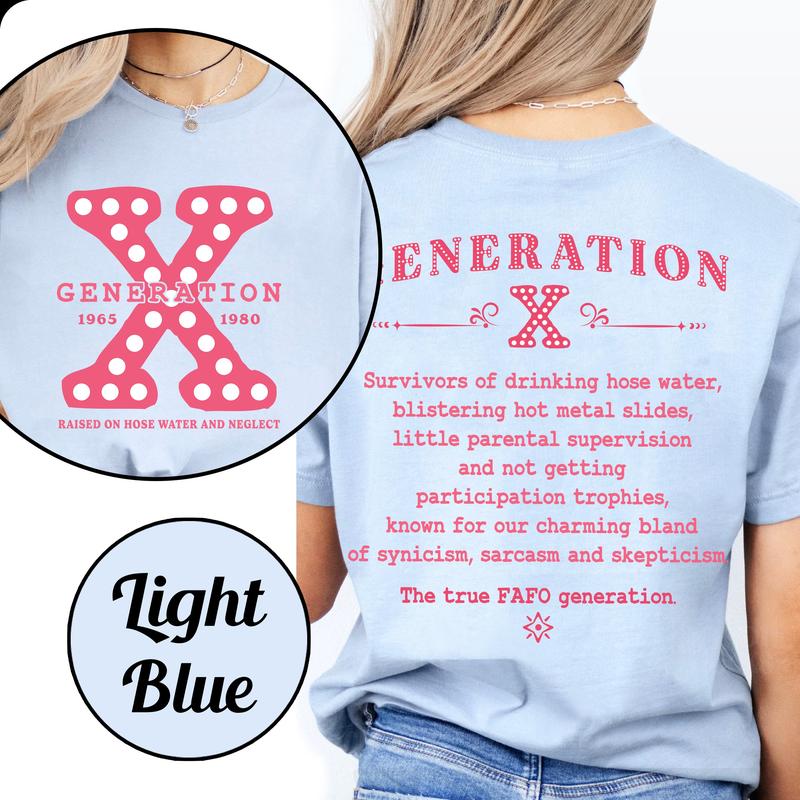 GENERATION
1965 1980
RAISED ON HOSE WATER AND NEGLECT
ENERATION
X
Survivors of drinking hose water,
blistering hot metal slides,
little parental supervision
and not getting
participation trophies,
known for our charming bland
of synicism, sarcasm and skepticism.
The true FAFO generation.
Light
Blue